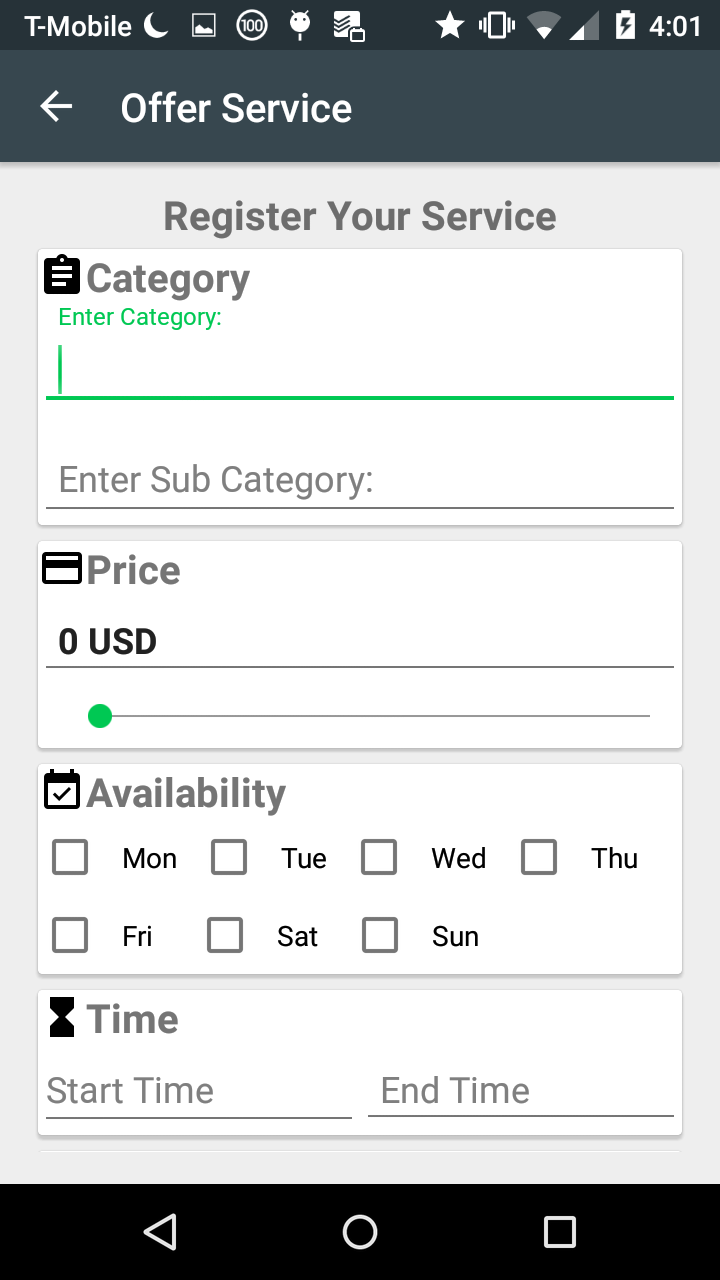 T-Mobile 100 4:01
Offer Service
Register Your Service
Category
Enter Category:
Enter Sub Category:
Price
0 USD
Availability
Mon Tue Wed Thu
Fri Sat Sun
Time
Start Time End Time